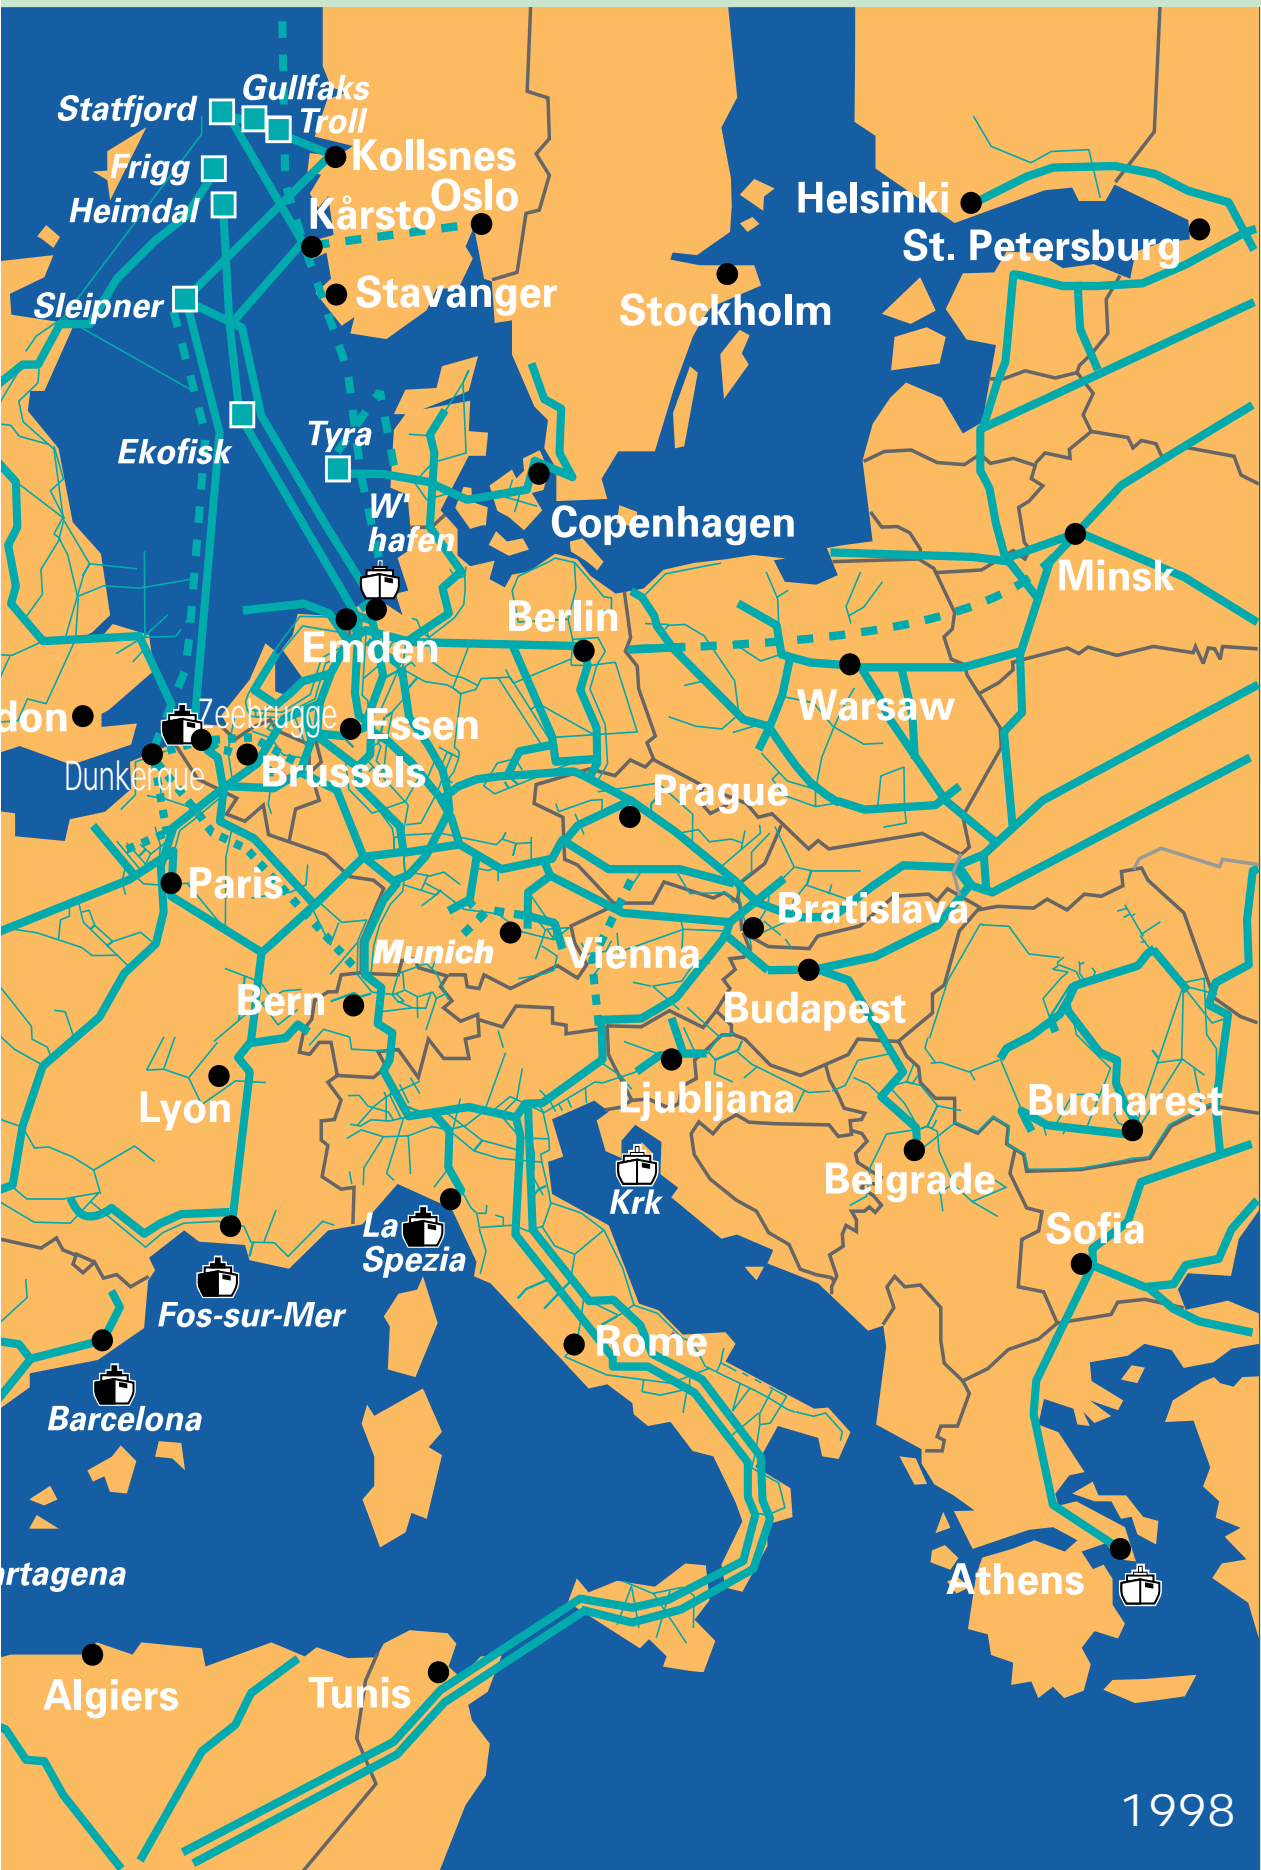 Gullfaks
Statfjord
Troll
Kollsnes
Frigg
Oslo
Helsinki
Heimdal
Kårsto
St. Petersburg
Stavanger
Sleipner
Stockholm
Tyra
Ekofisk
W'
hafen
Copenhagen
Minsk
Berlin
Emden
Warsaw
don
Zeebrugge
Essen
Dunkerque
Brussels
Prague
Paris
Bratislava
Munich
Vienna
Bern
Budapest
Lyon
Ljubljana
Bucharest
Belgrade
Krk
La
Spezia
Sofia
Fos-sur-Mer
Rome
Barcelona
rtagena
Athens
Algiers
Tunis
1998